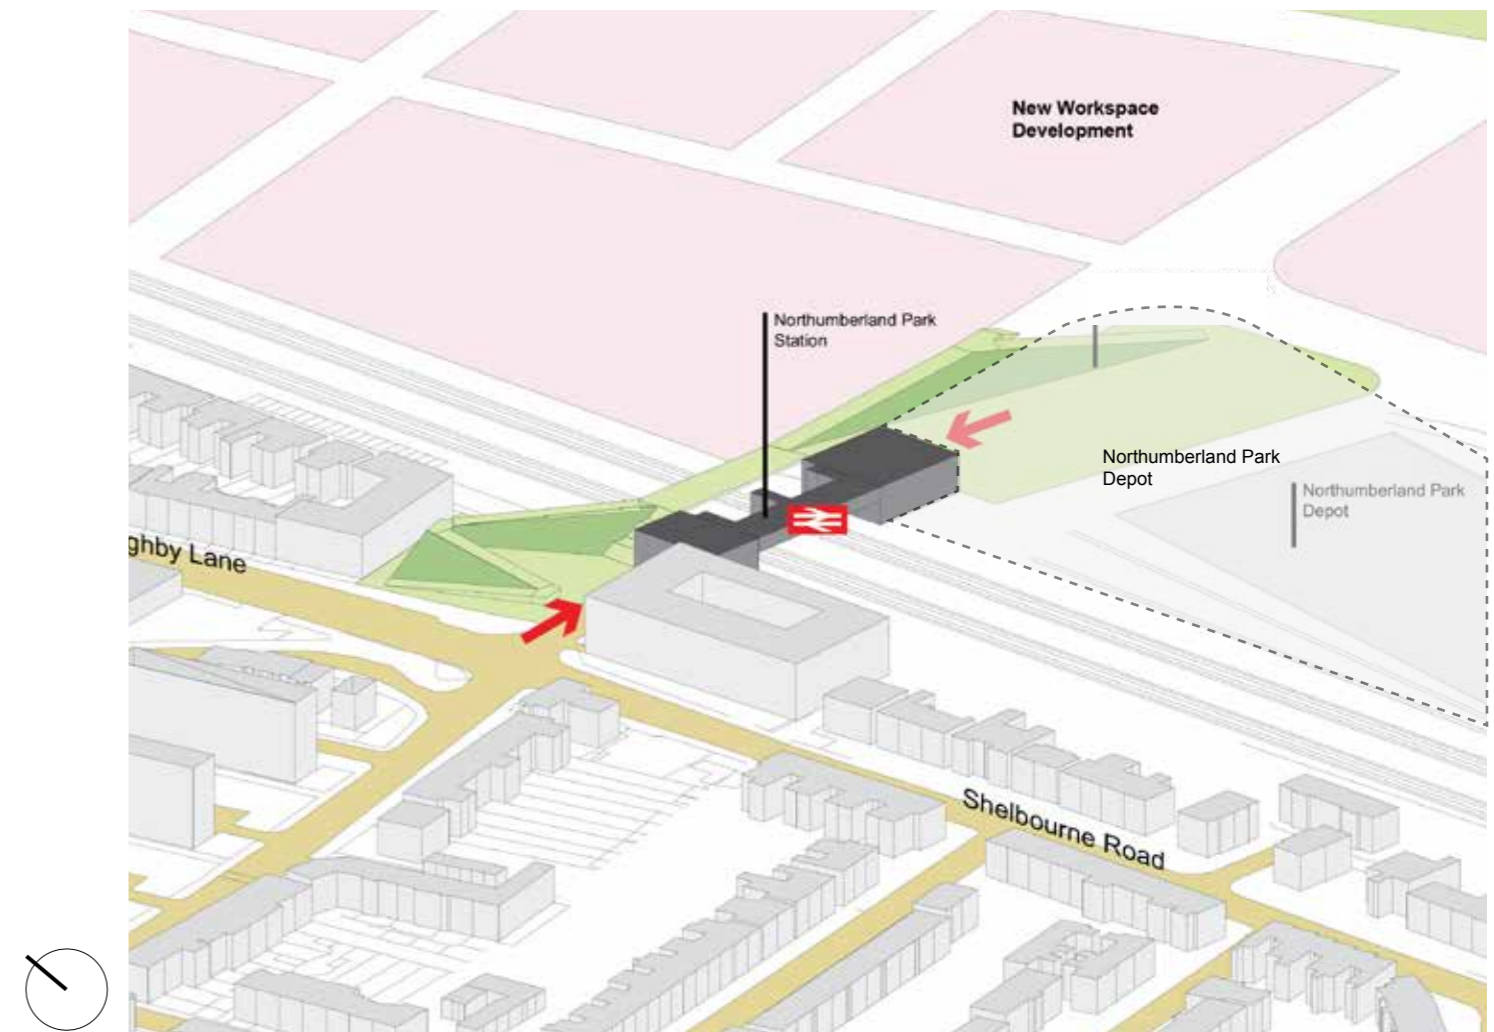 New Workspace
Development
Northumberland Park
Station
Northumberland Park
Depot
Northumberland Park
Depot
ghby Lane
Shelbourne Road